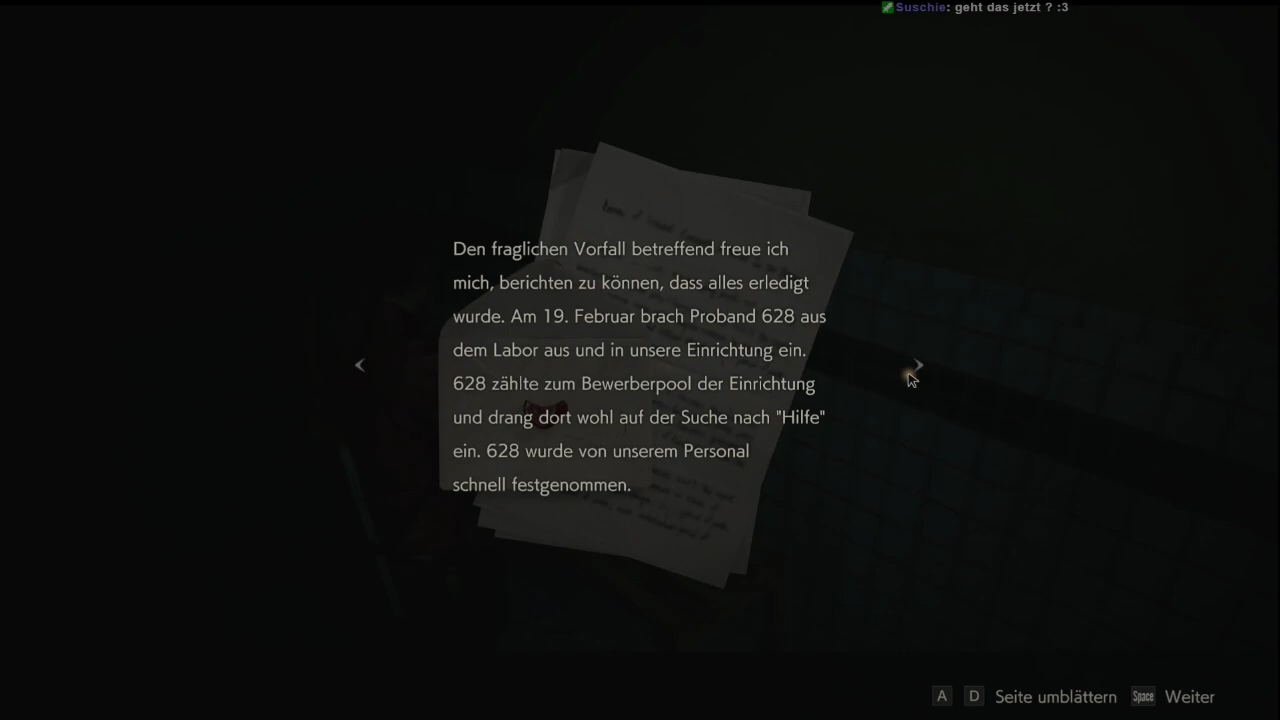 Suschie: geht das jetzt ? :3
Den fraglichen Vorfall betreffend freue ich
mich, berichten zu können, dass alles erledigt
wurde. Am 19. Februar brach Proband 628 aus
dem Labor aus und in unsere Einrichtung ein.
628 zählte zum Bewerberpool der Einrichtung
und drang dort wohl auf der Suche nach "Hilfe"
ein. 628 wurde von unserem Personal
schnell festgenommen.
A D Seite umblättern Space Weiter